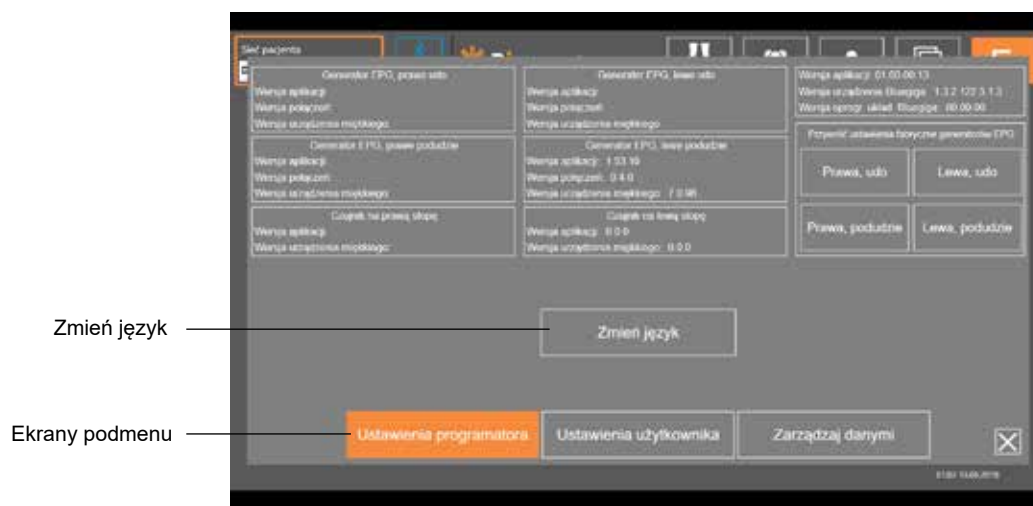 Sieć pacjenta
Generator EPG, prawe udo
Wersja aplikacji:
Wersja połączeń:
Wersja urządzenia miękkiego:
Generator EPG, lewe udo
Wersja aplikacji:
Wersja połączeń:
Wersja urządzenia miękkiego:
Wersja aplikacji: 01.00.00.13
Wersja urządzenia Bluegiga: 1.3.2 122 3.1.3
Wersja oprogr. układ. Bluegiga: 00.00.00
Generator EPG, prawe podudzie
Wersja aplikacji:
Wersja połączeń:
Wersja urządzenia miękkiego:
Generator EPG, lewe podudzie
Wersja aplikacji: 1.53.19
Wersja połączeń: 0.4.0
Wersja urządzenia miękkiego:
Przywróć ustawienia fabryczne generatorów EPG
Prawa, udo
Lewa, udo
Prawa, podudzie
Lewa, podudzie
Czujnik na prawą stopę
Wersja aplikacji:
Wersja urządzenia miękkiego:
Czujnik na lewą stopę
Wersja aplikacji: 0.0.0
Wersja urządzenia miękkiego: 0.0.0
Zmień język
Zmień język
Ekrany podmenu
Ustawienia programatora
Ustawienia użytkownika
Zarządzaj danymi